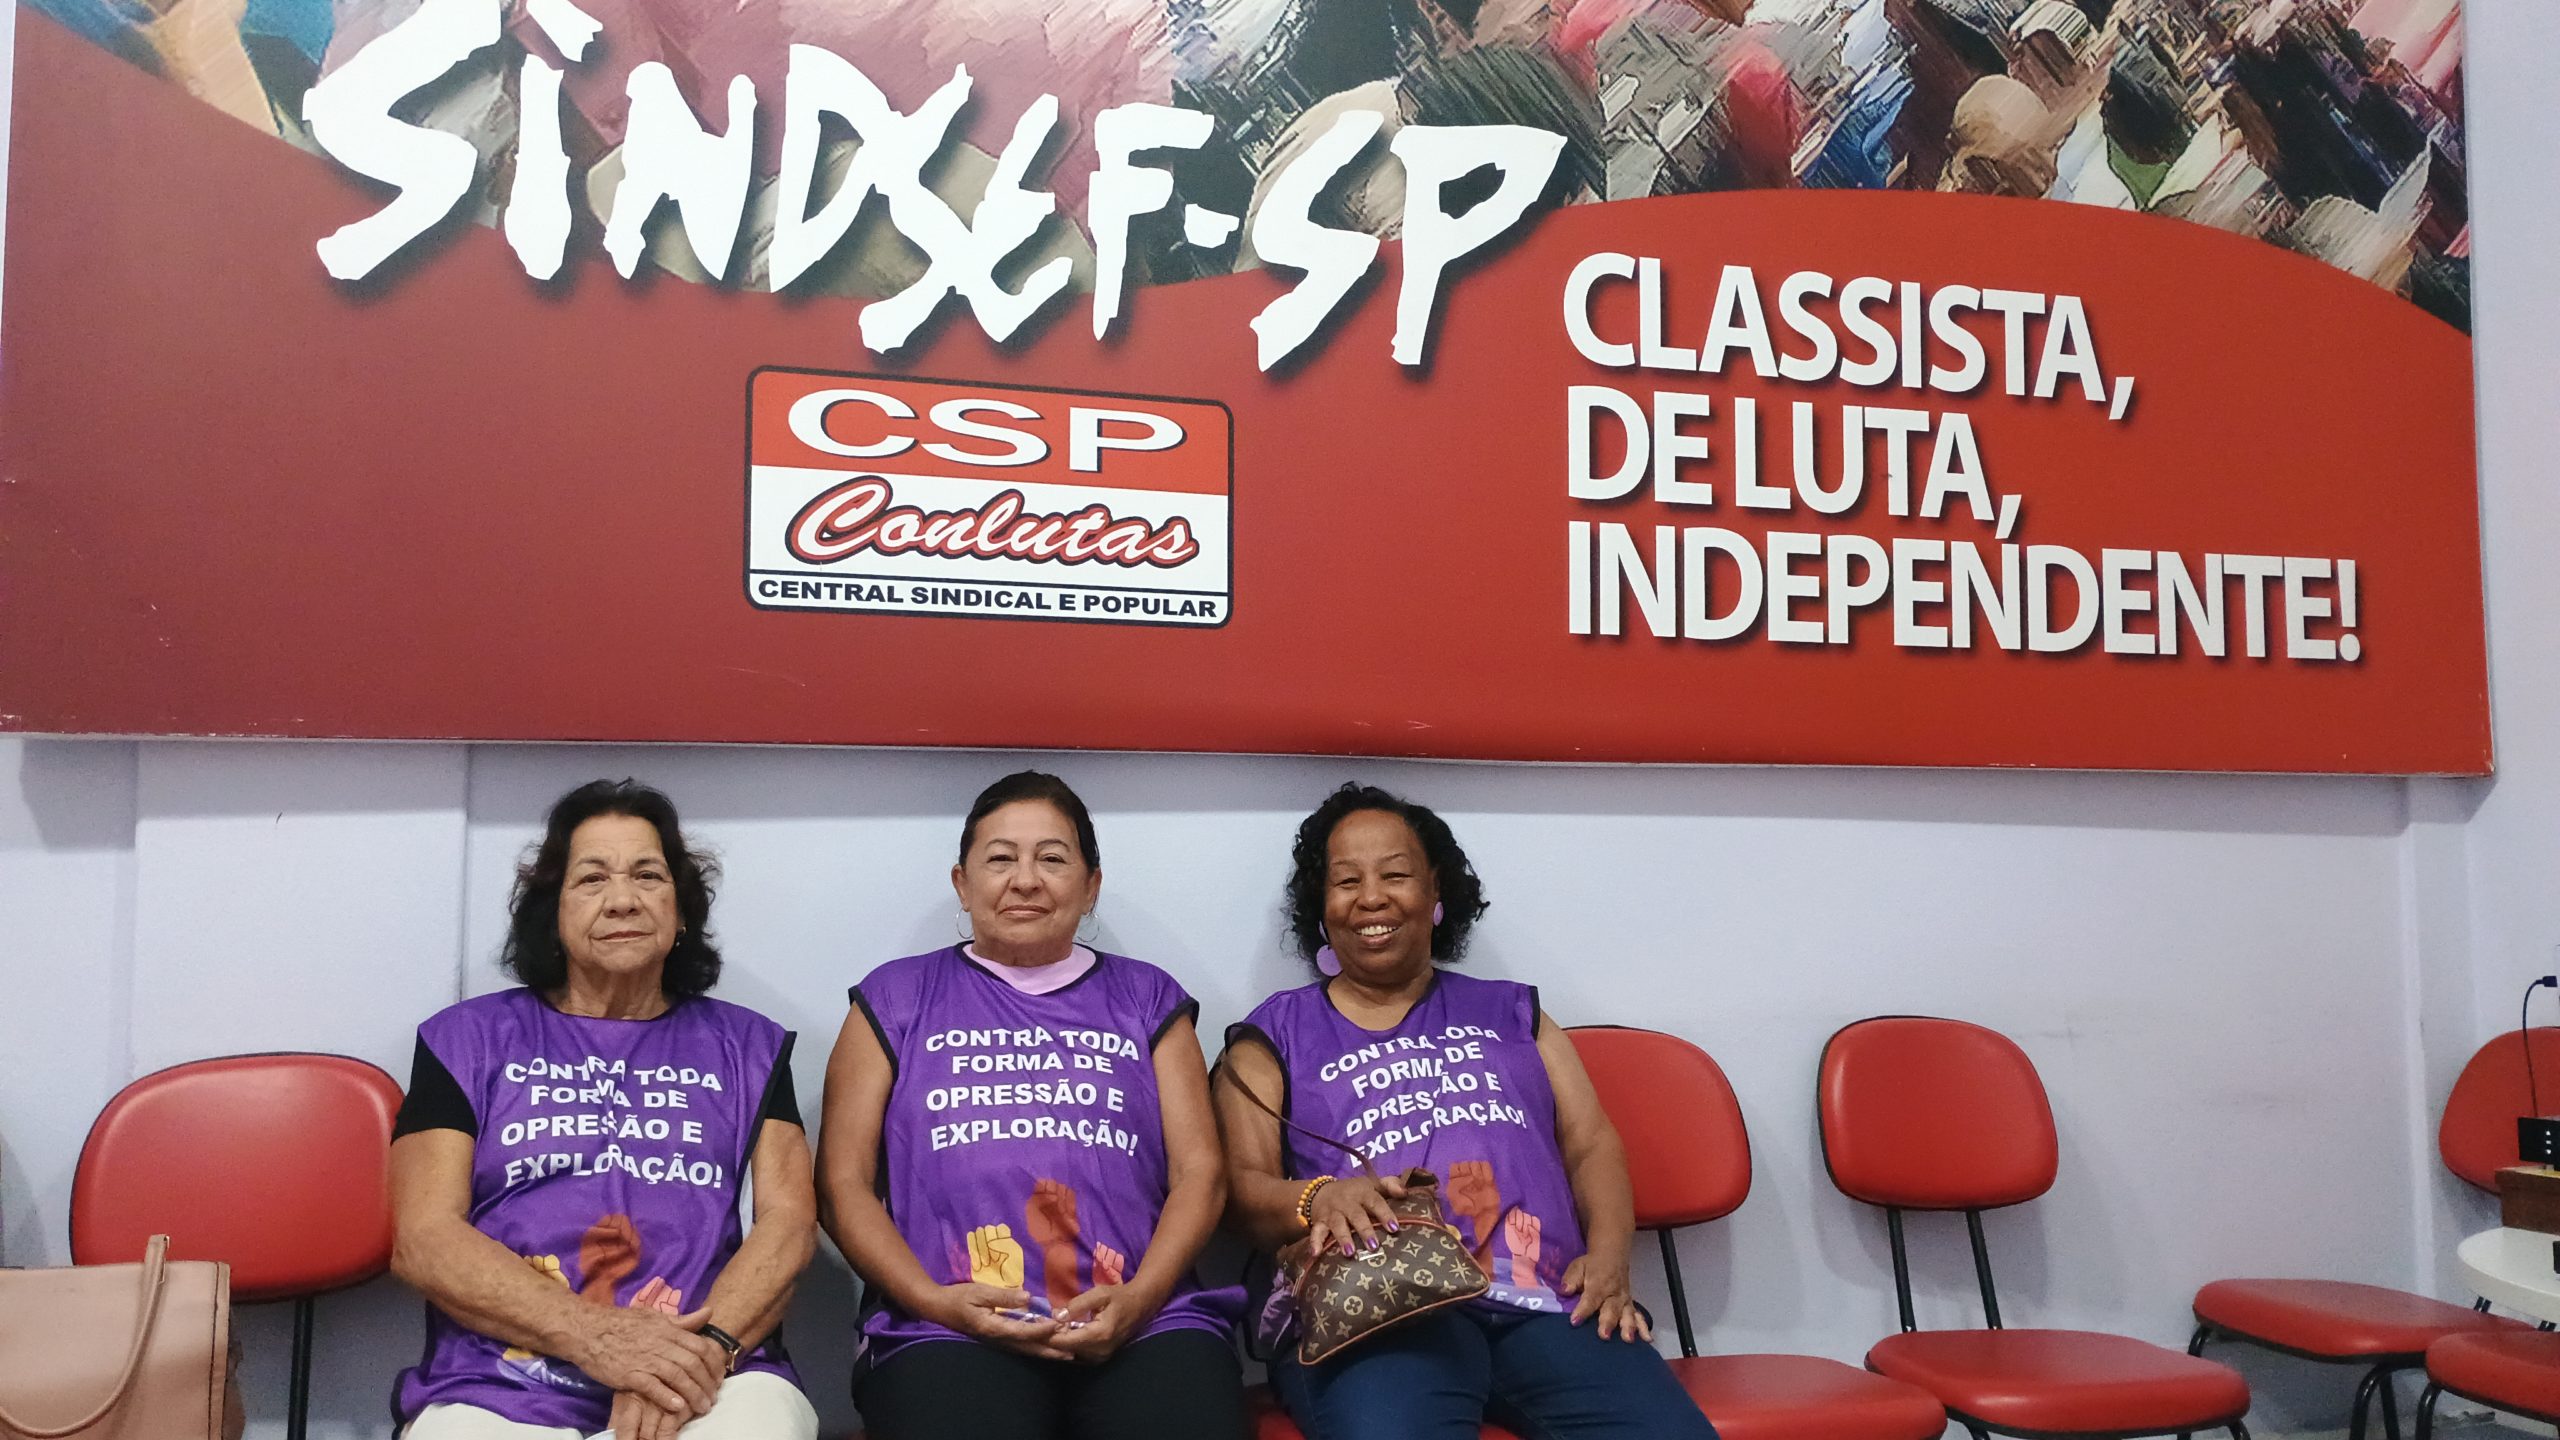 SINDSEF-SP
CSP
Conlutas
CENTRAL SINDICAL E POPULAR
CLASSISTA,
DE LUTA,
INDEPENDENTE!
CONTRA TODA
FORMA DE
OPRESSÃO E
EXPLORAÇÃO!
CONTRA TODA
FORMA DE
OPRESSÃO E
EXPLORAÇÃO!
CONTRA TODA
FORMA DE
OPRESSÃO E
EXPLORAÇÃO!